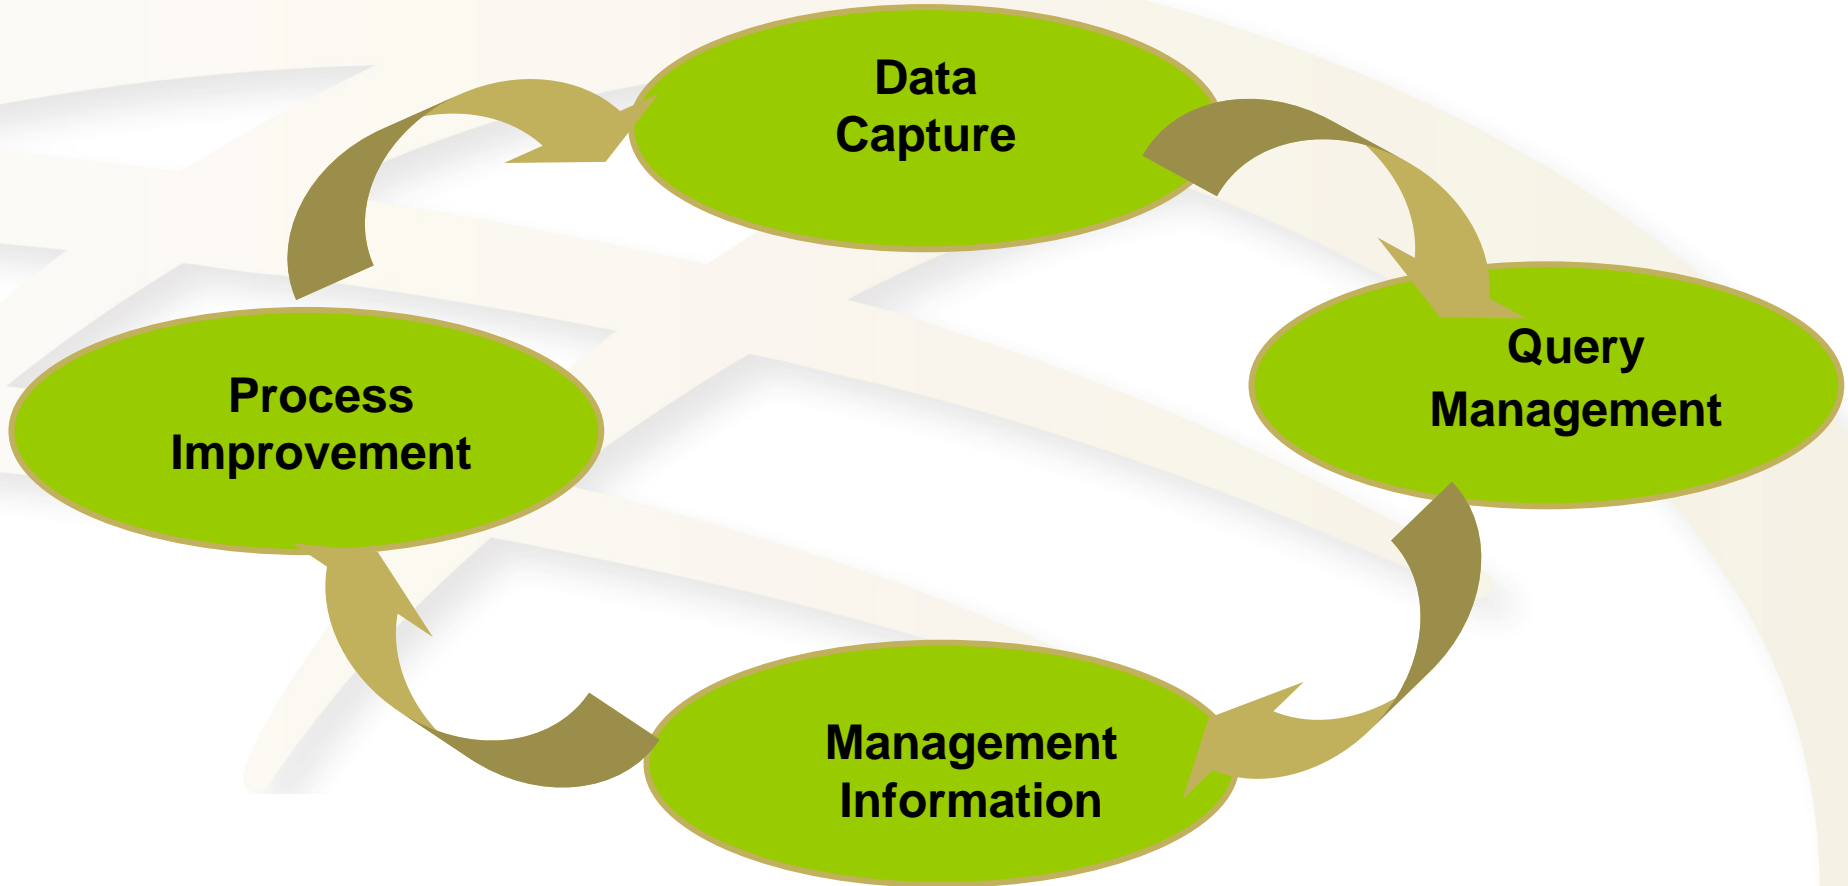 Data
Capture
Query
Management
Process
Improvement
Management
Information